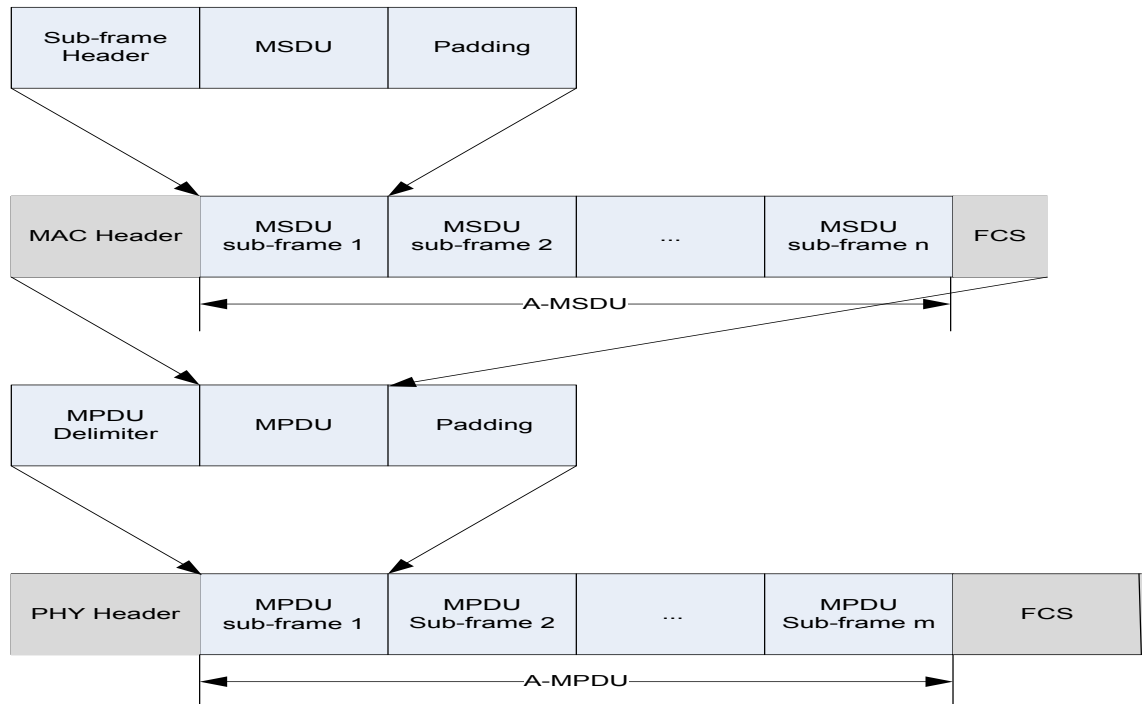 Sub-frame
Header
MSDU
Padding
MAC Header
MSDU
sub-frame 1
MSDU
sub-frame 2
...
MSDU
sub-frame n
FCS
A-MSDU
MPDU
Delimiter
MPDU
Padding
PHY Header
MPDU
sub-frame 1
MPDU
Sub-frame 2
...
MPDU
Sub-frame m
FCS
A-MPDU